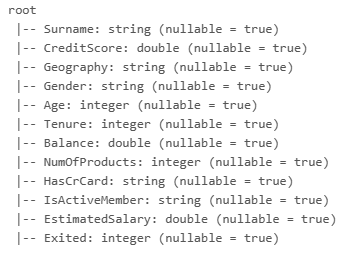 root
 |-- Surname: string (nullable = true)
 |-- CreditScore: double (nullable = true)
 |-- Geography: string (nullable = true)
 |-- Gender: string (nullable = true)
 |-- Age: integer (nullable = true)
 |-- Tenure: integer (nullable = true)
 |-- Balance: double (nullable = true)
 |-- NumOfProducts: integer (nullable = true)
 |-- HasCrCard: string (nullable = true)
 |-- IsActiveMember: string (nullable = true)
 |-- EstimatedSalary: double (nullable = true)
 |-- Exited: integer (nullable = true)